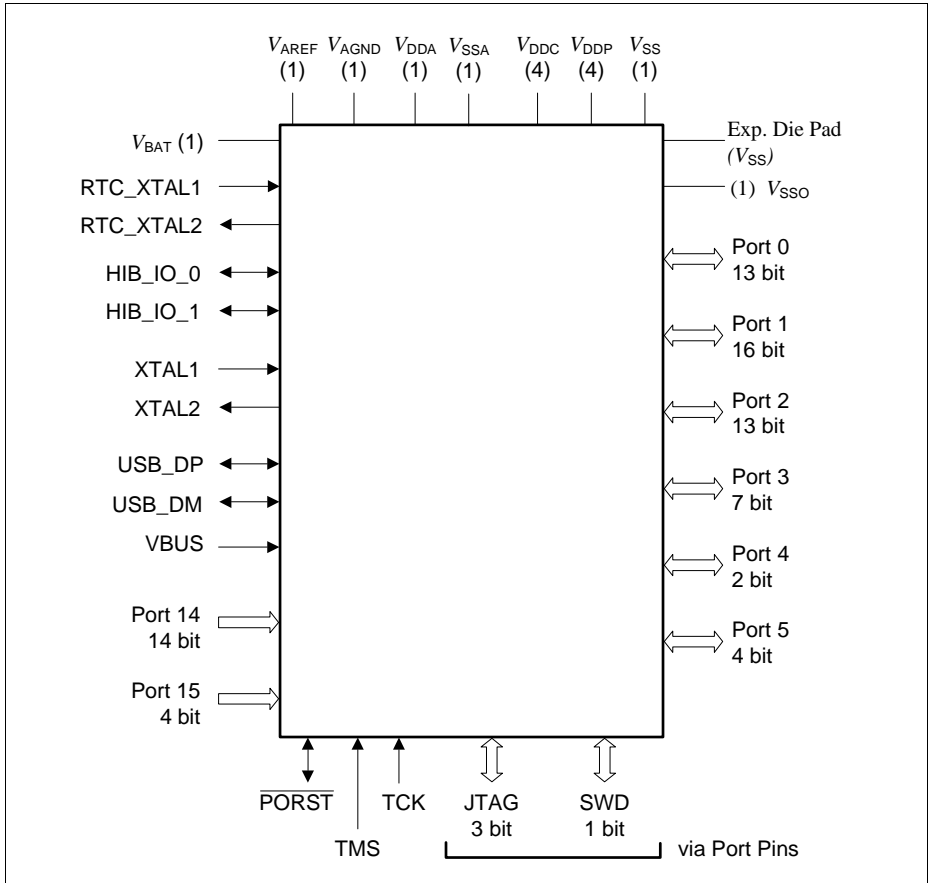 VAREF VAGND VDDA VSSA VDDC VDDP VSS
(1) (1) (1) (1) (4) (4) (1)
VBAT (1)
Exp. Die Pad
(VSS)
RTC_XTAL1
(1) VSSO
RTC_XTAL2
HIB_IO_0
Port 0
13 bit
HIB_IO_1
Port 1
16 bit
XTAL1
XTAL2
Port 2
13 bit
USB_DP
USB_DM
Port 3
7 bit
VBUS
Port 4
2 bit
Port 14
14 bit
Port 5
4 bit
Port 15
4 bit
PORST
TCK
JTAG
3 bit
SWD
1 bit
TMS
via Port Pins